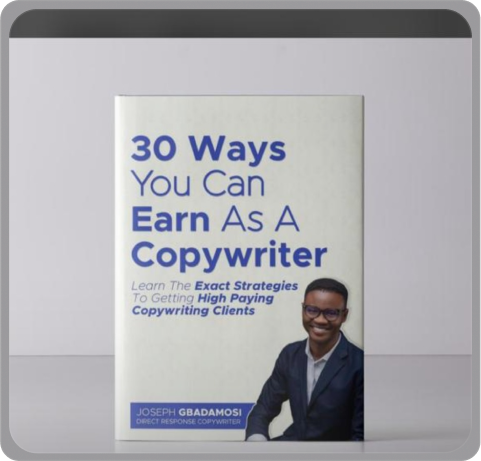 30 Ways
You Can
Earn As A
Copywriter
Learn The Exact Strategies
To Getting High Paying
Copywriting Clients
JOSEPH GBADAMOSI
DIRECT RESPONSE COPYWRITER